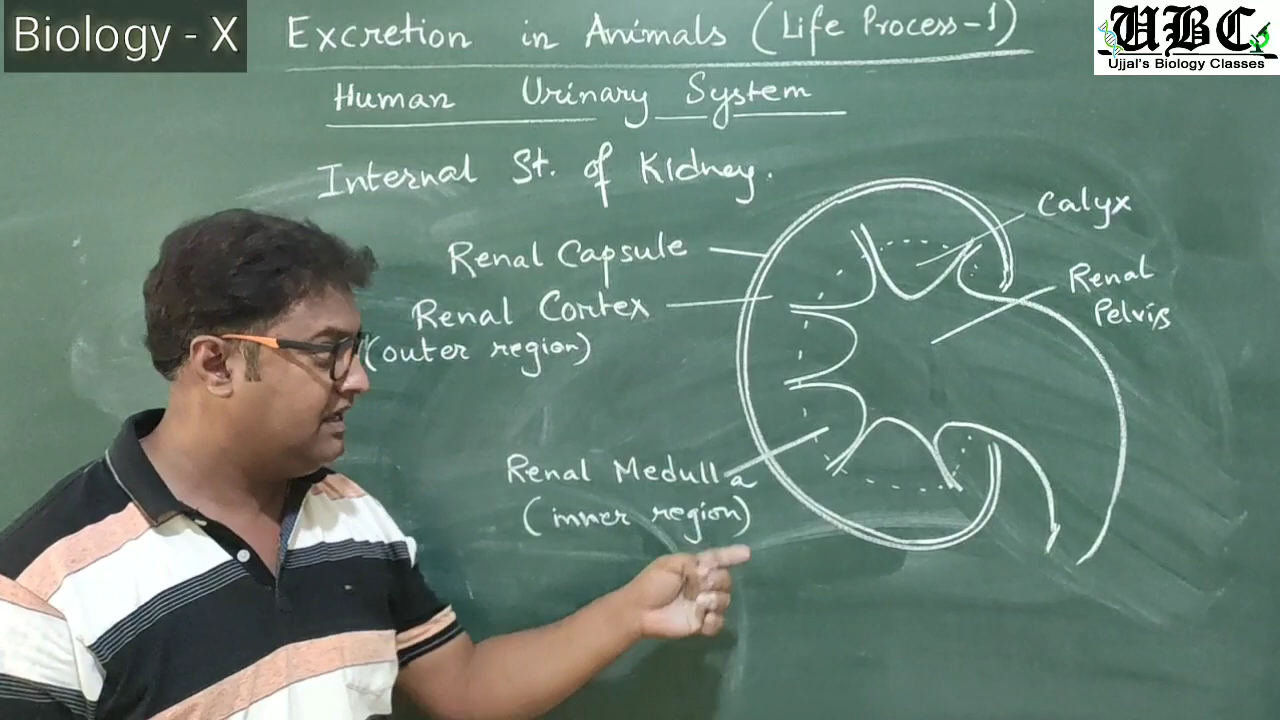 Biology - X
Excretion in Animals (Life Process-1)
UBC
Ujjal's Biology Classes
Human Urinary System
Internal St. of Kidney.
Calyx
Renal Capsule
Renal Pelvis
Renal Cortex
(outer region)
Renal Medulla
(inner region)